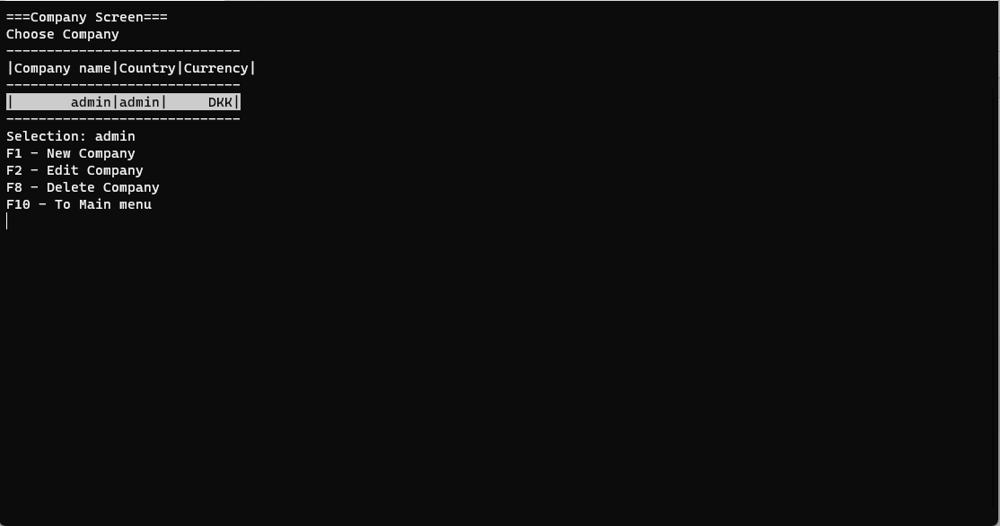 ===Company Screen===
Choose Company
-----------------------------
|Company name|Country|Currency|
-----------------------------
|       admin|admin|     DKK|
-----------------------------
Selection: admin
F1 - New Company
F2 - Edit Company
F8 - Delete Company
F10 - To Main menu